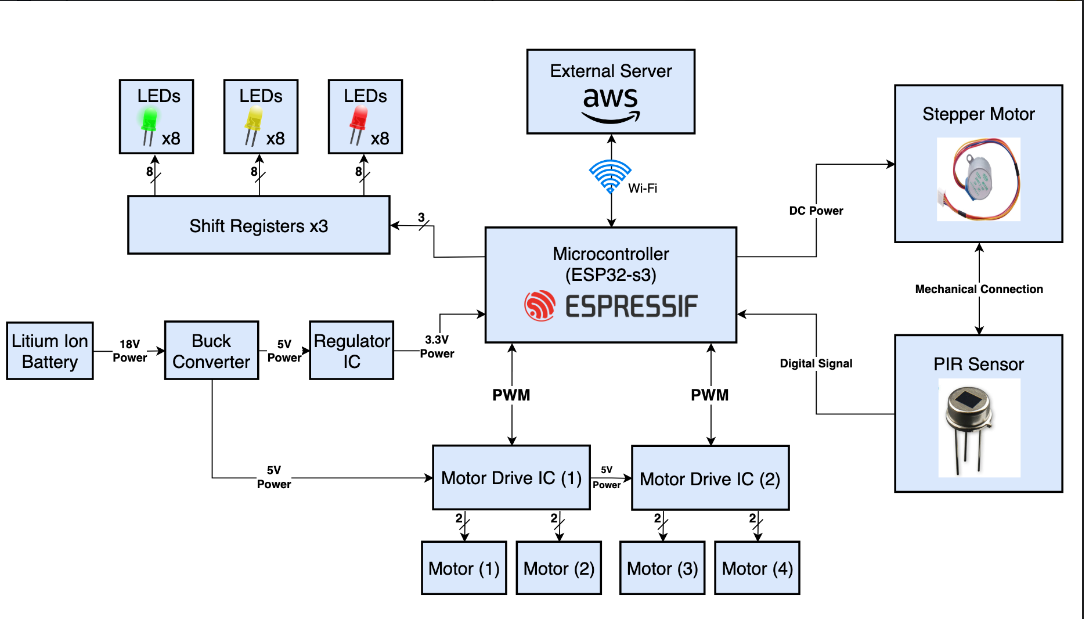 LEDs
x8
LEDs
x8
LEDs
x8
8
8
8
Shift Registers x3
3
External Server
aws
Wi-Fi
Microcontroller
(ESP32-s3)
ESPRESSIF
DC Power
Stepper Motor
Mechanical Connection
PIR Sensor
Digital Signal
Litium Ion
Battery
18V
Power
Buck
Converter
5V
Power
Regulator
IC
3.3V
Power
PWM
PWM
5V
Power
Motor Drive IC (1)
5V
Power
Motor Drive IC (2)
2
2
2
2
Motor (1)
Motor (2)
Motor (3)
Motor (4)